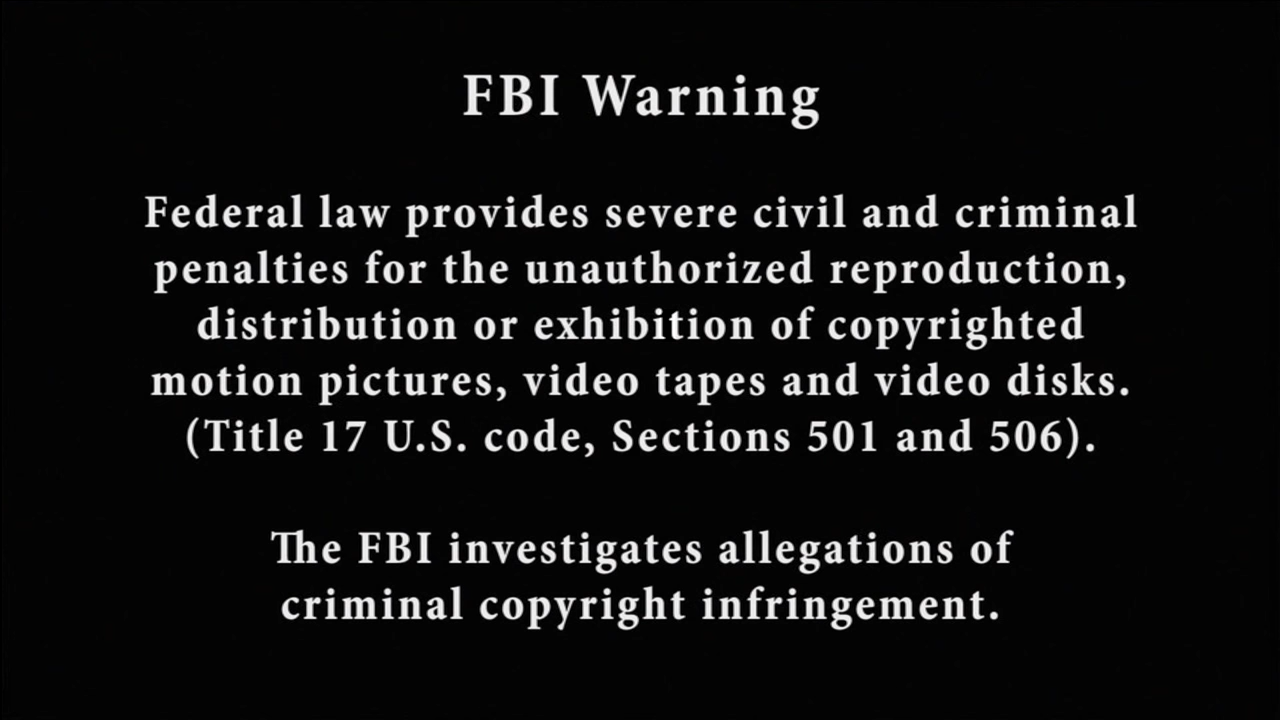 FBI Warning
Federal law provides severe civil and criminal
penalties for the unauthorized reproduction,
distribution or exhibition of copyrighted
motion pictures, video tapes and video disks.
(Title 17 U.S. code, Sections 501 and 506).
The FBI investigates allegations of
criminal copyright infringement.